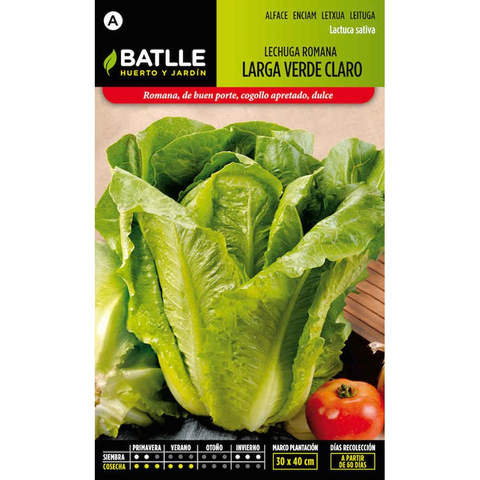 A
ALFACE ENCIAM LETXUA LEITUGA
Lactuca sativa
BATLLE
HUERTO Y JARDÍN
LECHUGA ROMANA
LARGA VERDE CLARO
Romana, de buen porte, cogollo apretado, dulce
PRIMAVERA VERANO OTOÑO INVIERNO
SIEMBRA
COSECHA
MARCO PLANTACIÓN
30 x 40 cm
DÍAS RECOLECCIÓN
A PARTIR
DE 60 DÍAS